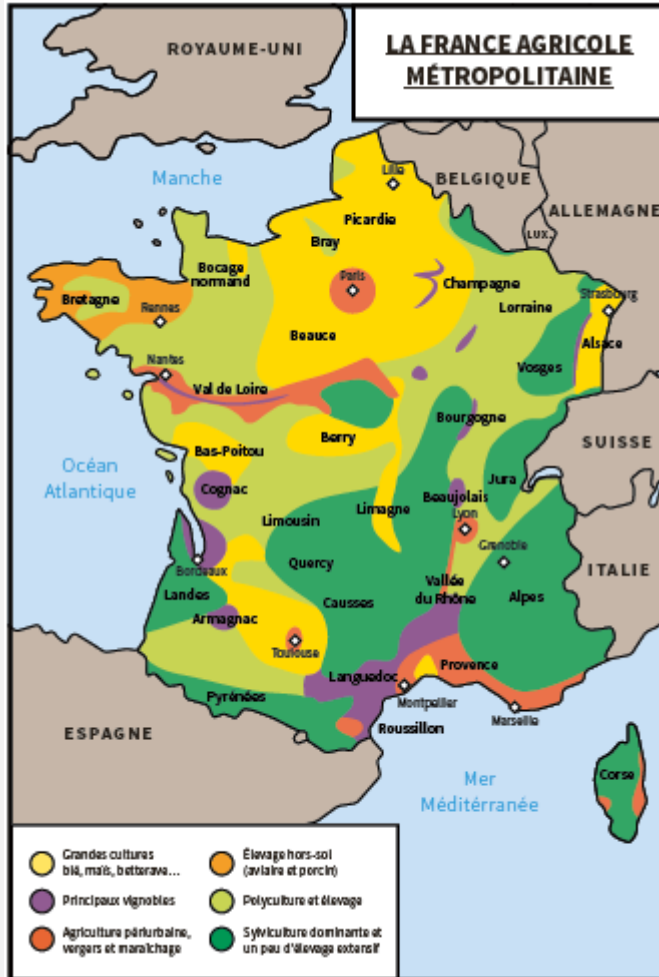 LA FRANCE AGRICOLE
MÉTROPOLITAINE
ROYAUME-UNI
Manche
BELGIQUE
ALLEMAGNE
LUX.
Lille
Picardie
Bray
Bocage
normand
Paris
Champagne
Lorraine
Strasbourg
Bretagne
Rennes
Beauce
Alsace
Vosges
Nantes
Val de Loire
Bourgogne
SUISSE
Berry
Bas-Poitou
Océan
Atlantique
Cognac
Jura
Beaujolais
Lyon
Limagne
Limousin
Grenoble
ITALIE
Bordeaux
Quercy
Landes
Causses
Vallée
du Rhône
Alpes
Armagnac
Toulouse
Provence
Languedoc
Montpellier
Marseille
Pyrénées
Roussillon
ESPAGNE
Mer
Méditérranée
Corse
Grandes cultures
blé, maïs, betterave...
Élevage hors-sol
(aviaire et porcin)
Principaux vignobles
Polyculture et élevage
Agriculture périurbaine,
vergers et maraîchage
Sylviculture dominante et
un peu d'élevage extensif